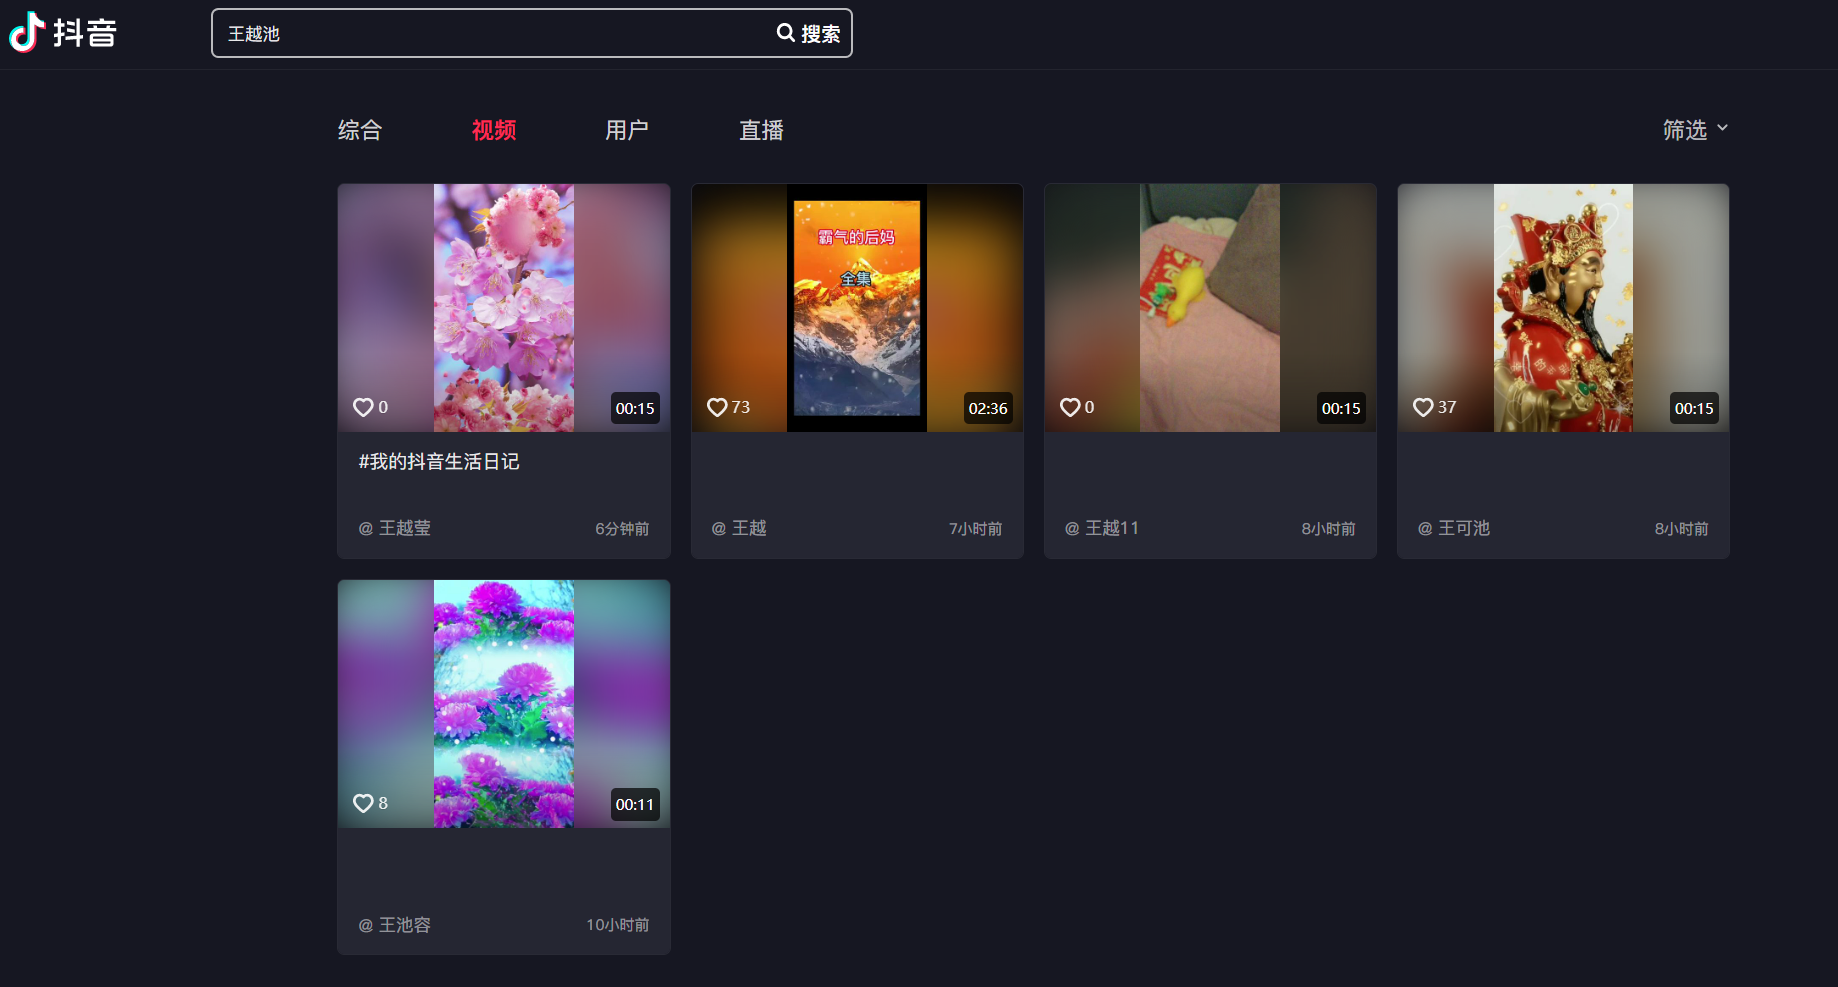 抖音
王越池
搜索
综合
视频
用户
直播
筛选
霸气的后妈
全集
0
00:15
73
02:36
0
00:15
37
00:15
#我的抖音生活日记
@ 王越莹
6分钟前
@ 王越
7小时前
@ 王越11
8小时前
@ 王可池
8小时前
8
00:11
@ 王池容
10小时前